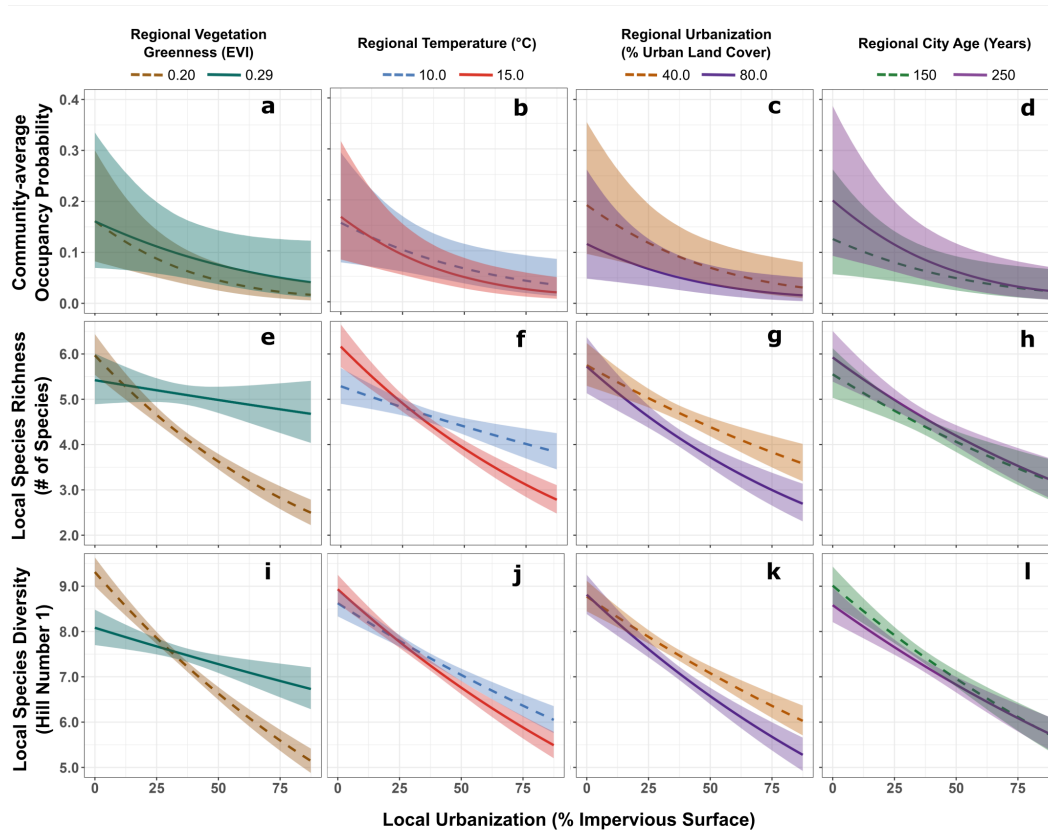 Regional Vegetation
Greenness (EVI)
0.20 0.29
Regional Temperature (°C)
10.0 15.0
Regional Urbanization
(% Urban Land Cover)
40.0 80.0
Regional City Age (Years)
150 250
Community-average
Occupancy Probability
0.4
0.3
0.2
0.1
0.0
a
b
c
d
Local Species Richness
(# of Species)
6.0
5.0
4.0
3.0
2.0
e
f
g
h
Local Species Diversity
(Hill Number 1)
9.0
8.0
7.0
6.0
5.0
i
j
k
l
0 25 50 75
0 25 50 75
0 25 50 75
0 25 50 75
Local Urbanization (% Impervious Surface)